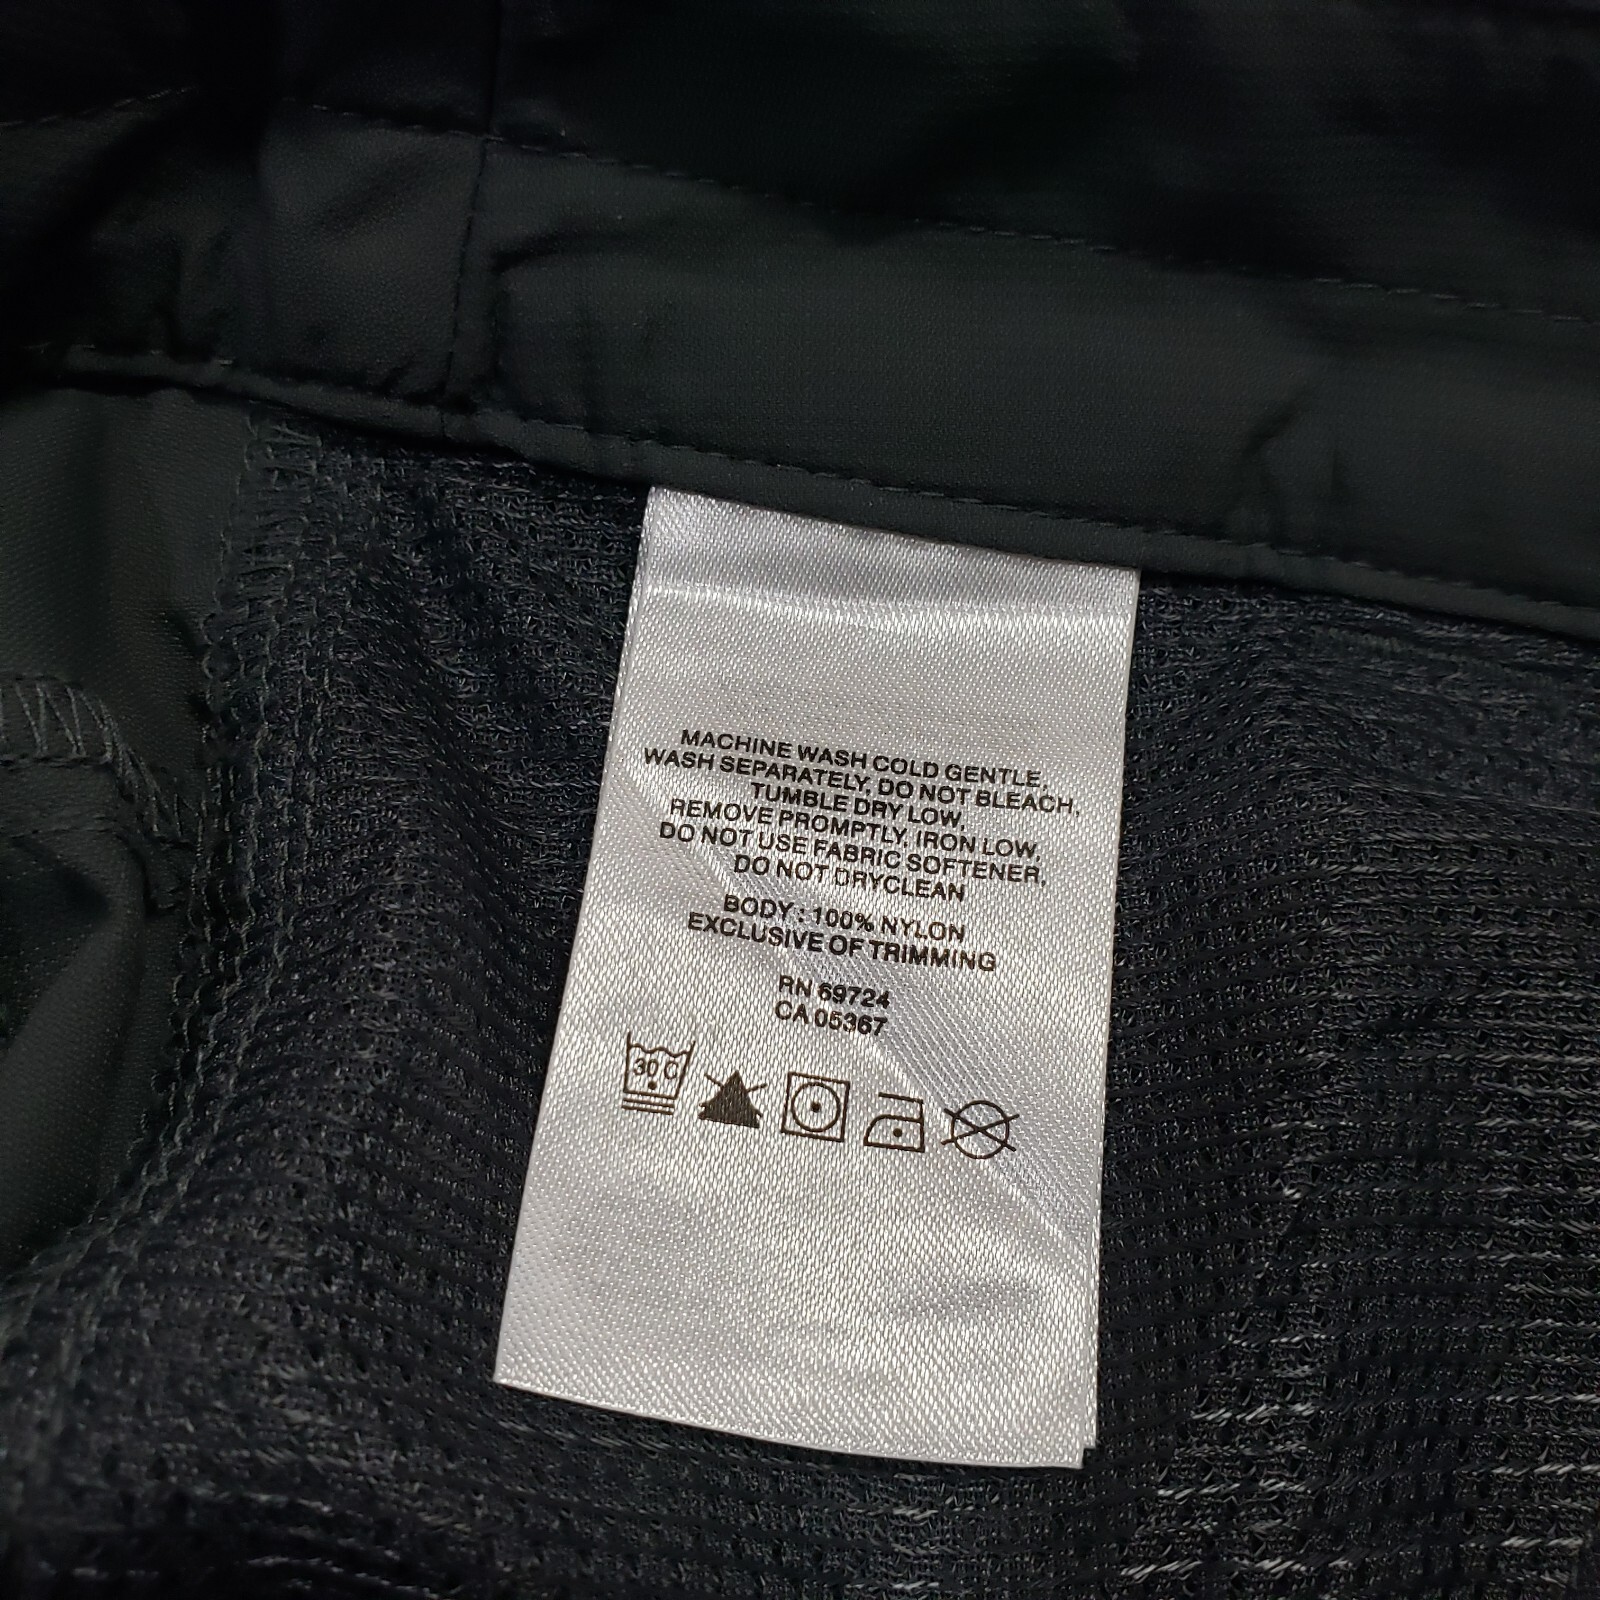 MACHINE WASH COLD GENTLE,
WASH SEPARATELY, DO NOT BLEACH,
TUMBLE DRY LOW,
REMOVE PROMPTLY, IRON LOW,
DO NOT USE FABRIC SOFTENER,
DO NOT DRYCLEAN
BODY : 100% NYLON
EXCLUSIVE OF TRIMMING
RN 69724
CA 05367
30 C